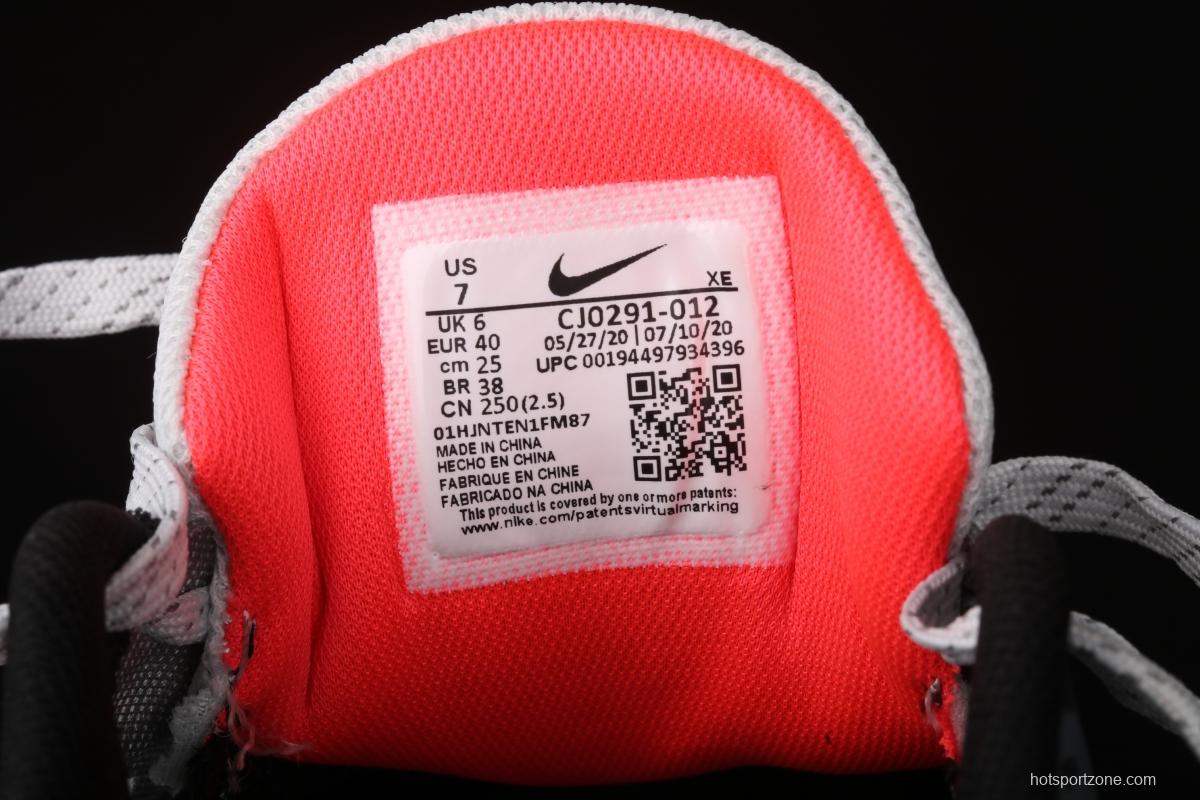 US
7
XE
UK 6
EUR 40
cm 25
BR 38
CN 250(2.5)
CJ0291-012
05/27/20 | 07/10/20
UPC 00194497934396
01HJNTEN1FM87
MADE IN CHINA
HECHO EN CHINA
FABRIQUE EN CHINE
FABRICADO NA CHINA
This product is covered by one or more patents:
www.nike.com/patentsvirtualmarking
hotsportzone.com